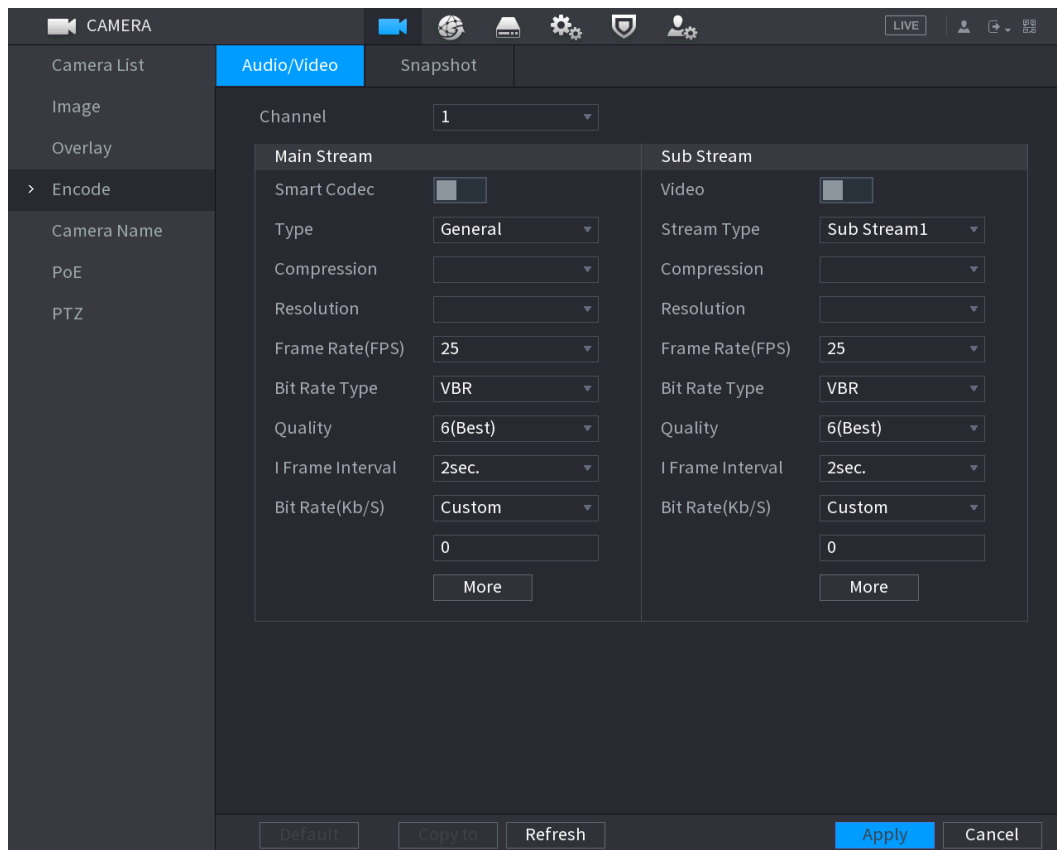 CAMERA
LIVE
Camera List
Image
Overlay
Encode
Camera Name
PoE
PTZ
Audio/Video Snapshot
Channel 1
Main Stream Sub Stream
Smart Codec Video
Type General Stream Type Sub Stream1
Compression Compression
Resolution Resolution
Frame Rate(FPS) 25 Frame Rate(FPS) 25
Bit Rate Type VBR Bit Rate Type VBR
Quality 6(Best) Quality 6(Best)
I Frame Interval 2sec. I Frame Interval 2sec.
Bit Rate(Kb/S) Custom Bit Rate(Kb/S) Custom
0 0
More More
Default Copy to Refresh Apply Cancel